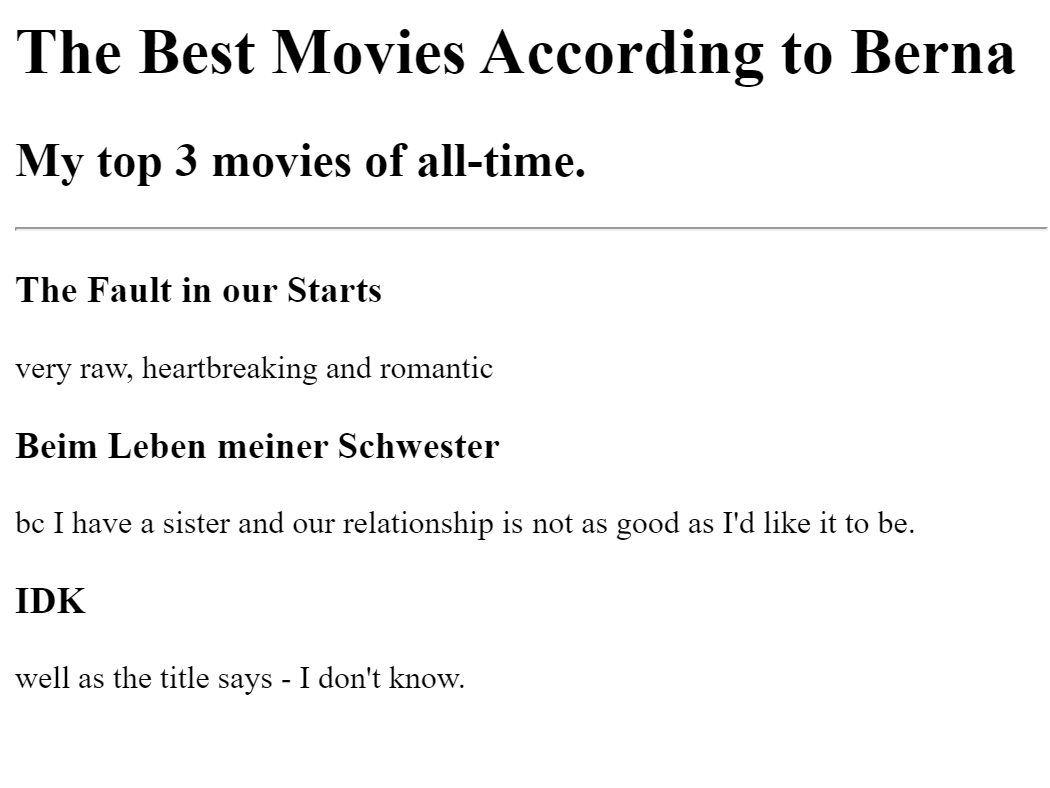 The Best Movies According to Berna
My top 3 movies of all-time.
The Fault in our Starts
very raw, heartbreaking and romantic
Beim Leben meiner Schwester
bc I have a sister and our relationship is not as good as I'd like it to be.
IDK
well as the title says - I don't know.